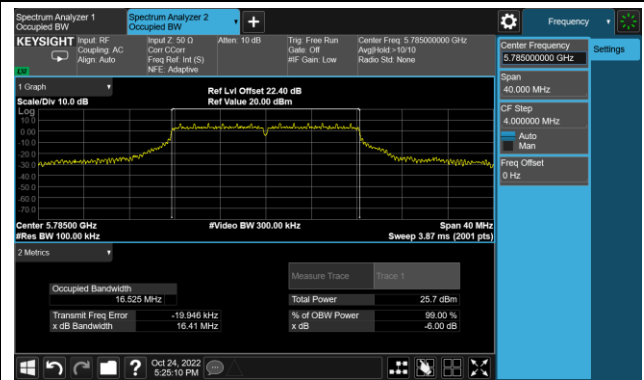 Spectrum Analyzer 1
Occupied BW
Spectrum Analyzer 2
Occupied BW
Frequency
KEYSIGHT
Input: RF
Coupling: AC
Align: Auto
Input Z: 50 Ω
Corr CCorr
Freq Ref: Int (S)
NFE: Adaptive
Atten: 10 dB
Trig: Free Run
Gate: Off
#IF Gain: Low
Center Freq: 5.785000000 GHz
Avg|Hold:>10/10
Radio Std: None
Center Frequency
5.785000000 GHz
Settings
Span
40.000 MHz
CF Step
4.000000 MHz
Auto
Man
Freq Offset
0 Hz
1 Graph
Ref Lvl Offset 22.40 dB
Scale/Div 10.0 dB
Ref Value 20.00 dBm
Log
10.0
0.00
-10.0
-20.0
-30.0
-40.0
-50.0
-60.0
-70.0
Center 5.78500 GHz
#Video BW 300.00 kHz
Span 40 MHz
#Res BW 100.00 kHz
Sweep 3.87 ms (2001 pts)
2 Metrics
Measure Trace
Trace 1
Occupied Bandwidth
16.525 MHz
Total Power
25.7 dBm
Transmit Freq Error
-19.946 kHz
% of OBW Power
99.00 %
x dB Bandwidth
16.41 MHz
x dB
-6.00 dB
?
Oct 24, 2022
5:25:10 PM